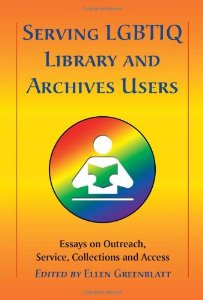 Serving LGBTIQ
Library and
Archives Users
Essays on Outreach,
Service, Collections and Access
Edited by Ellen Greenblatt